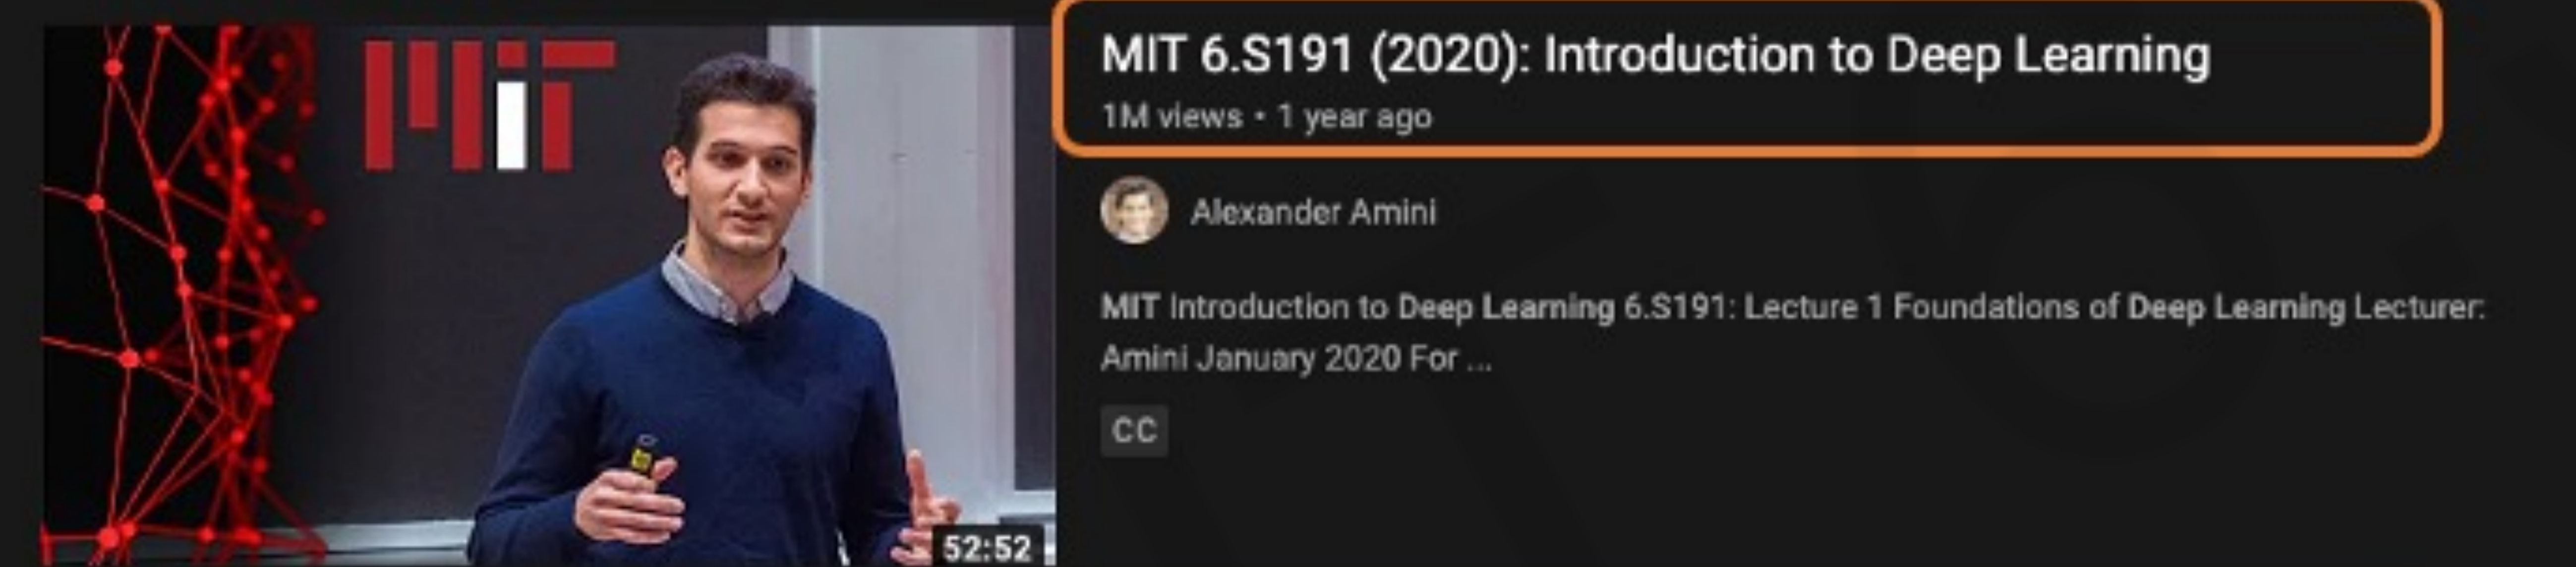 MIT
52:52
MIT 6.S191 (2020): Introduction to Deep Learning
1M views • 1 year ago
Alexander Amini
MIT Introduction to Deep Learning 6.S191: Lecture 1 Foundations of Deep Learning Lecturer:
Amini January 2020 For ...
CC